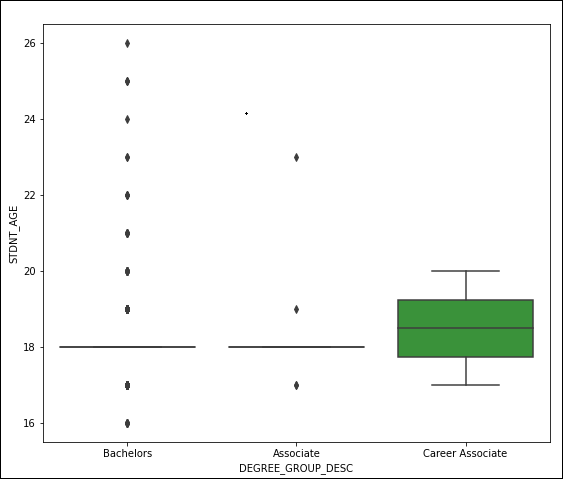 26
24
22
20
18
16
STDNT_AGE
Bachelors Associate Career Associate
DEGREE_GROUP_DESC